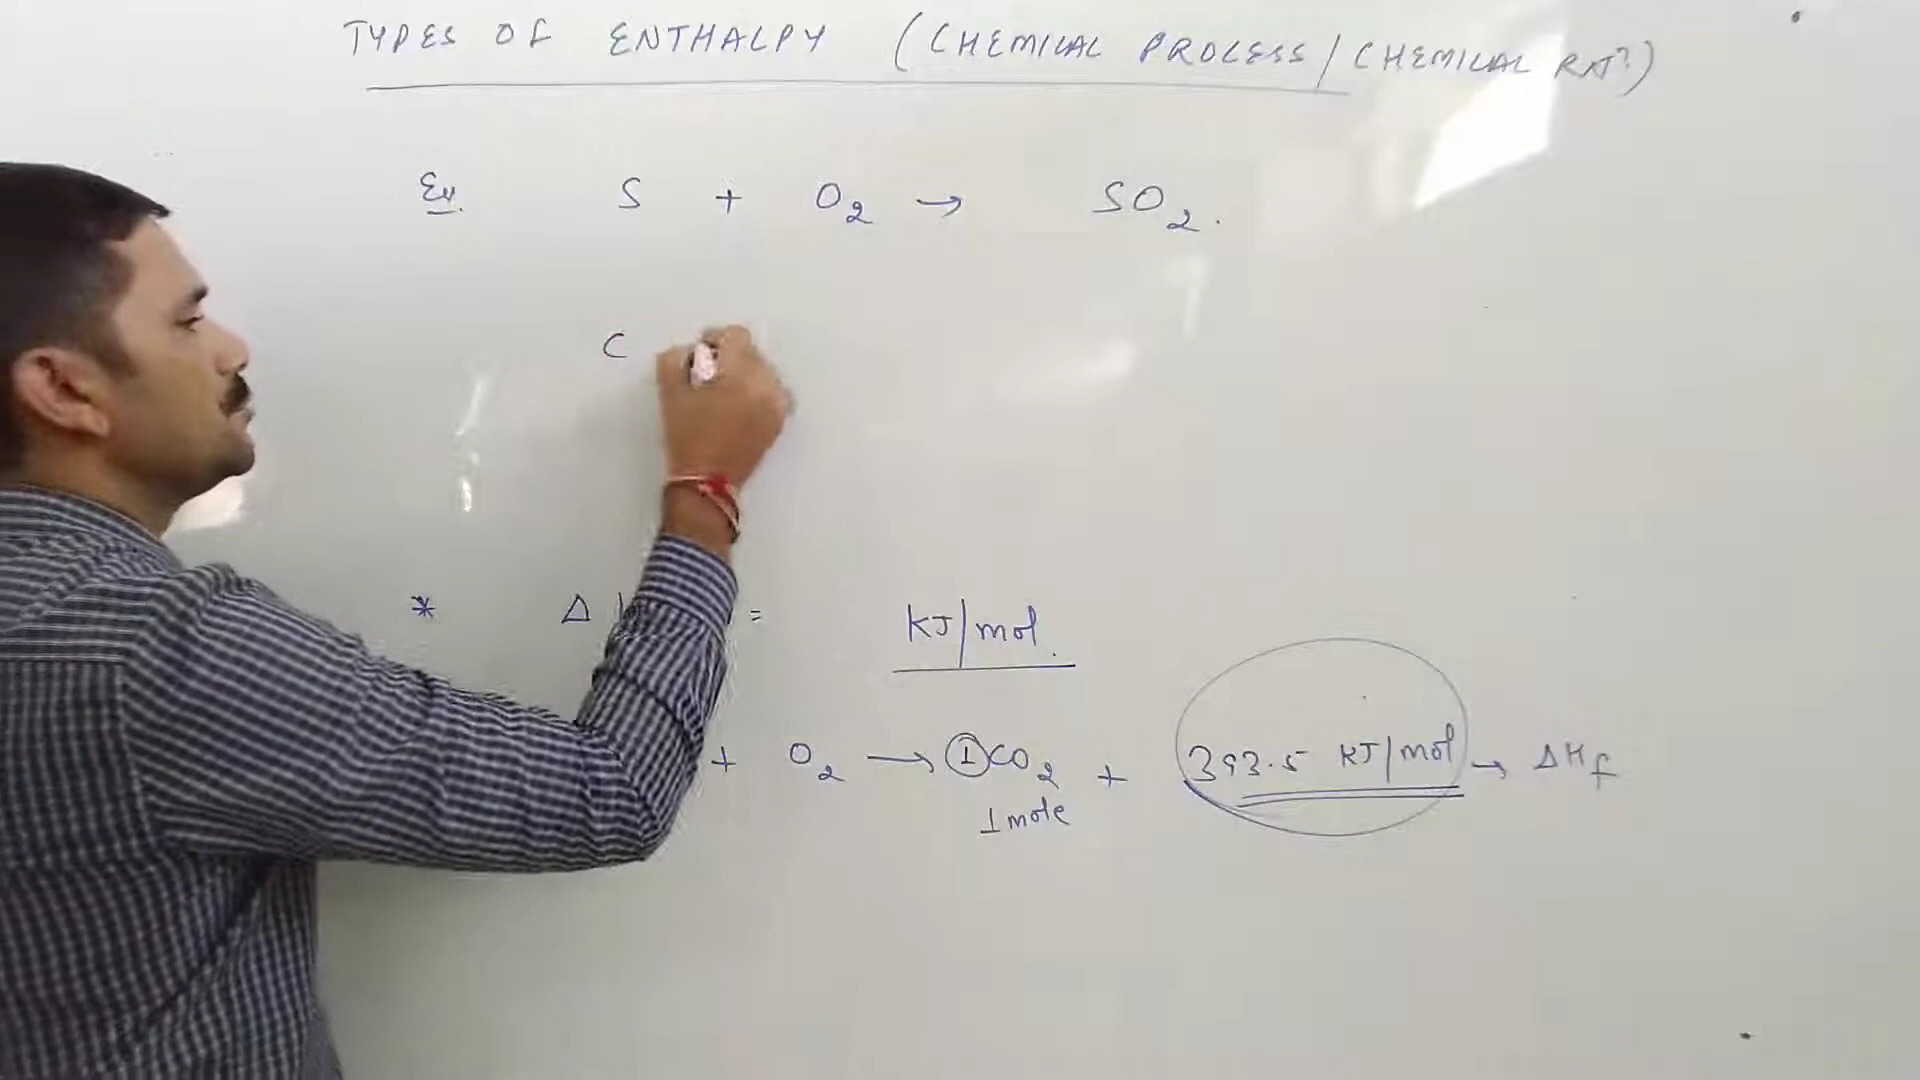 TYPES OF ENTHALPY (CHEMICAL PROCESS/CHEMICAL RXT?)
Ex. S + O2 → SO2.
C
* Δ = KJ/mol.
+ O2 → 1CO2 + 393.5 KJ/mol → ΔHf
1 mole